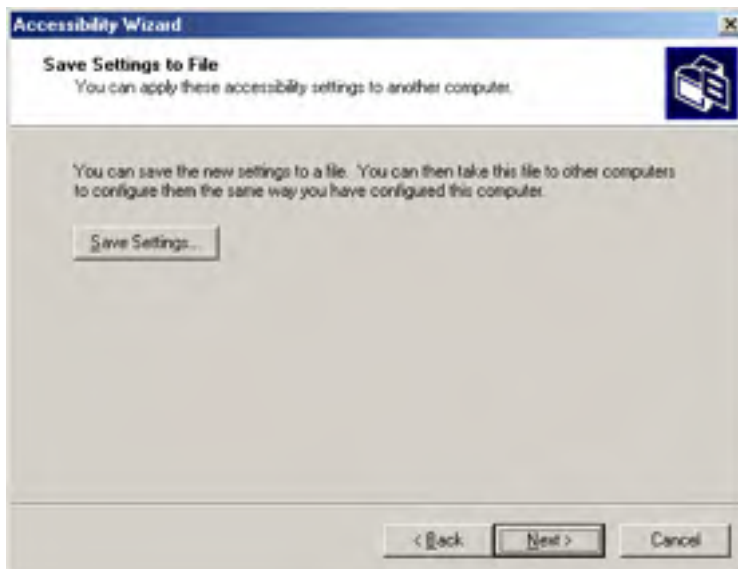 Accessibility Wizard
Save Settings to File
You can apply these accessibility settings to another computer.
You can save the new settings to a file. You can then take this file to other computers
to configure them the same way you have configured this computer.
Save Settings...
< Back
Next >
Cancel